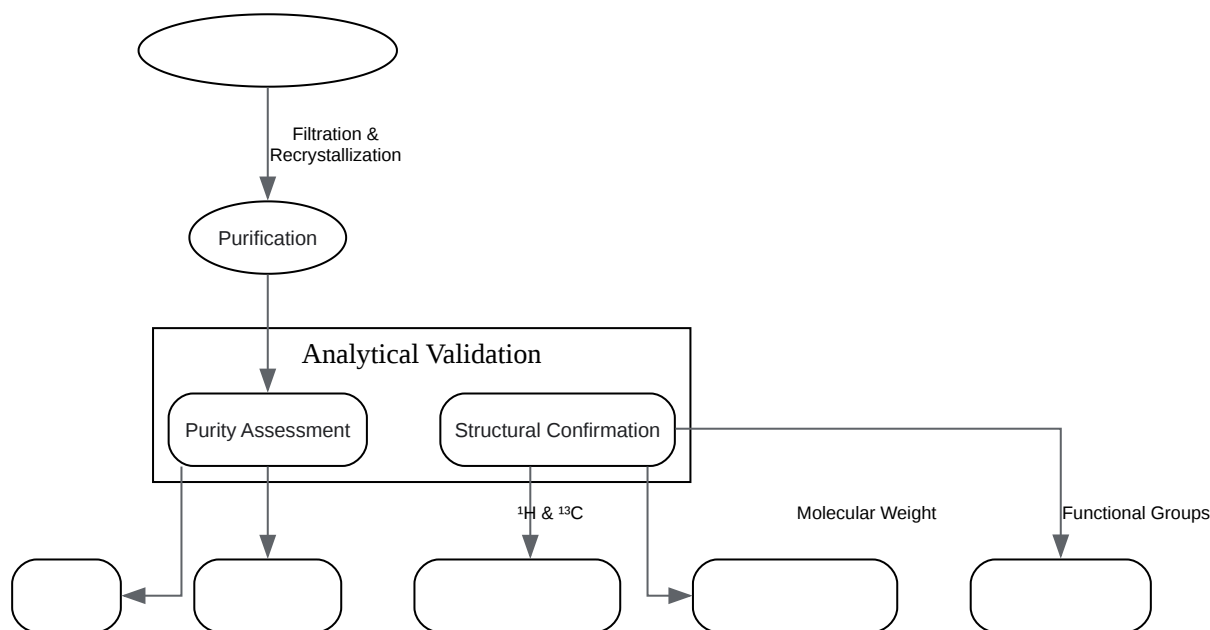 Filtration &
Recrystallization
Purification
Analytical Validation
Purity Assessment
Structural Confirmation
¹H & ¹³C
Molecular Weight
Functional Groups